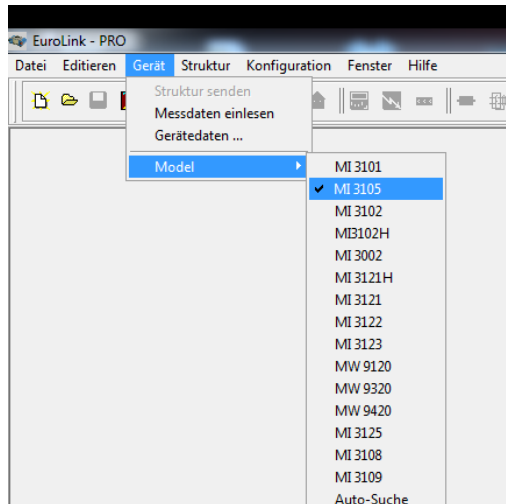 EuroLink - PRO
Datei Editieren Gerät Struktur Konfiguration Fenster Hilfe
Struktur senden
Messdaten einlesen
Gerätedaten ...
Model
MI 3101
MI 3105
MI 3102
MI3102H
MI 3002
MI 3121H
MI 3121
MI 3122
MI 3123
MW 9120
MW 9320
MW 9420
MI 3125
MI 3108
MI 3109
Auto-Suche